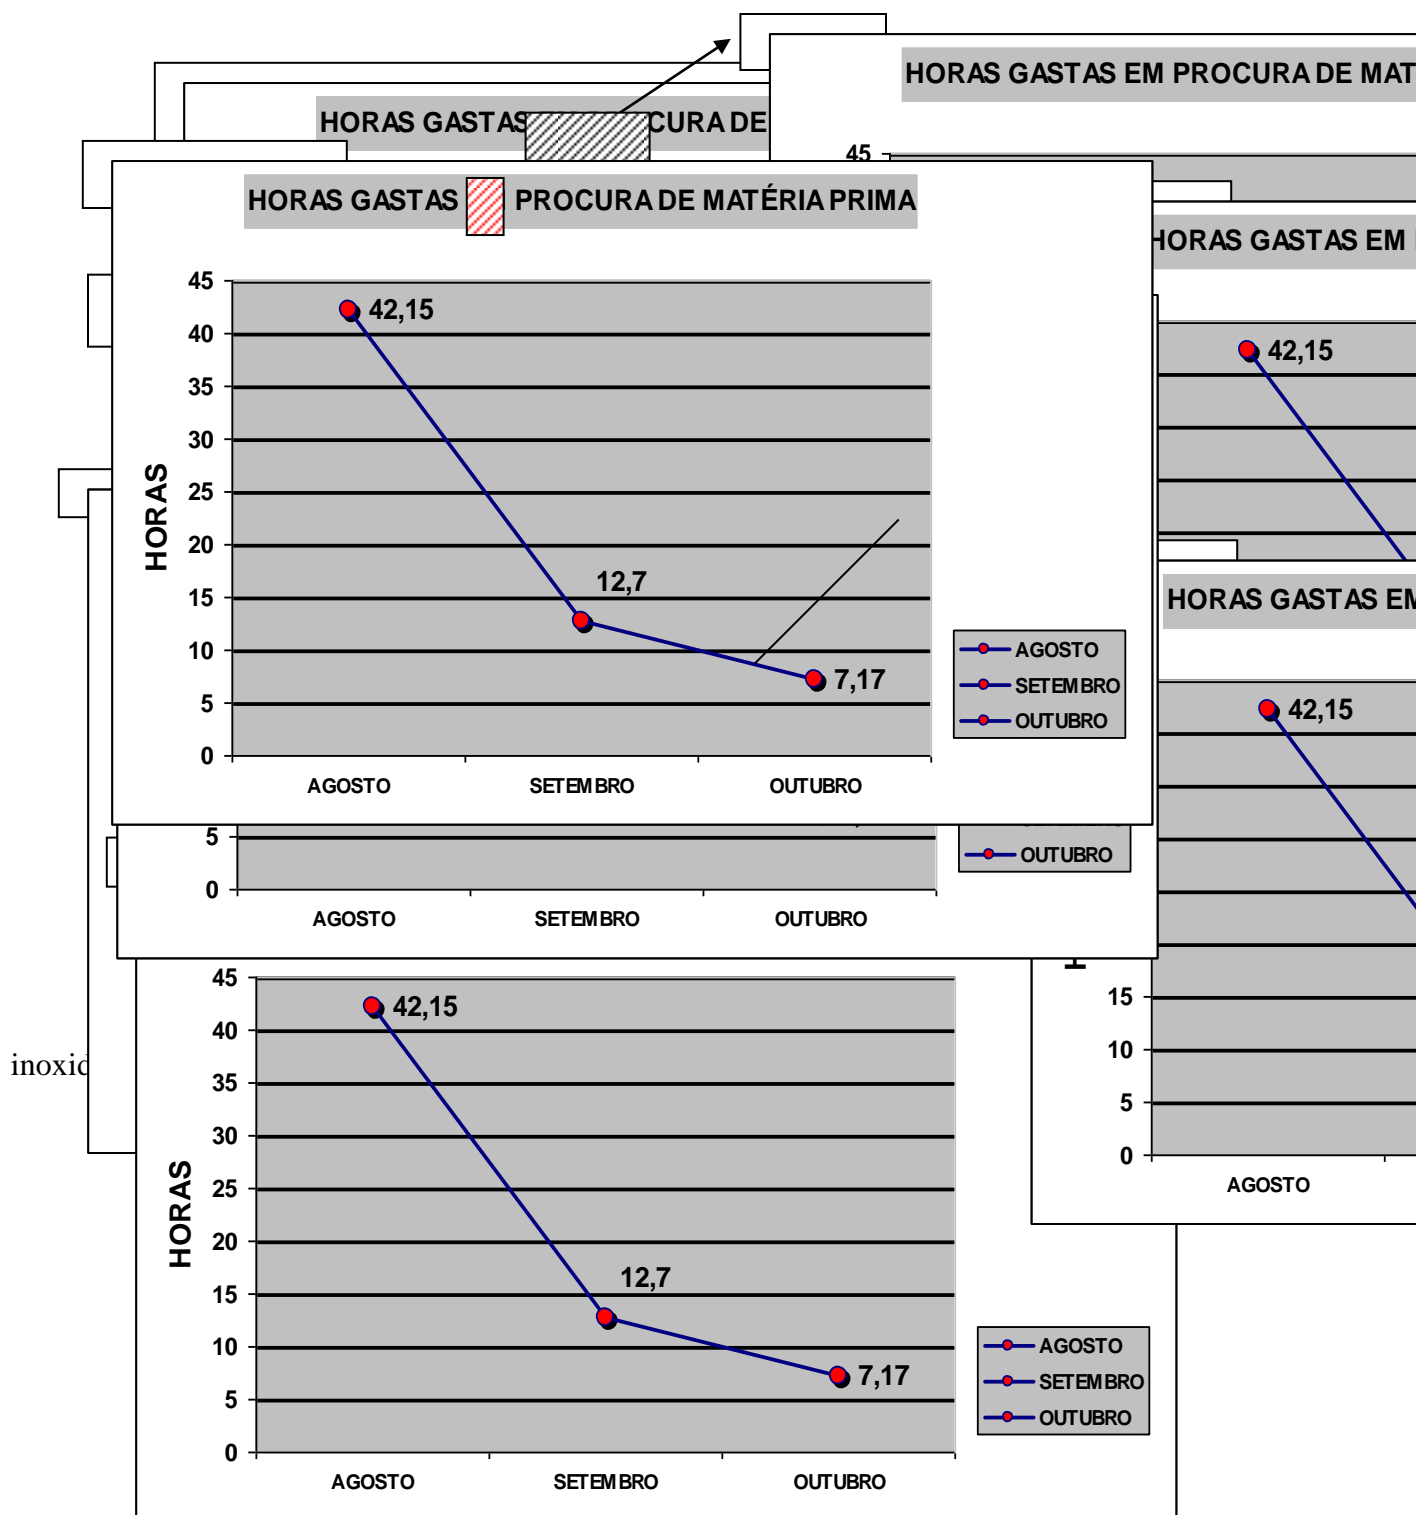 HORAS GASTAS EM PROCURA DE MAT
HORAS GASTAS CURA DE
45
HORAS GASTAS PROCURA DE MATÉRIA PRIMA
HORAS GASTAS EM
45
40
35
30
25
20
15
10
5
0
HORAS
42,15
12,7
7,17
AGOSTO
SETEMBRO
OUTUBRO
AGOSTO
SETEMBRO
OUTUBRO
42,15
HORAS GASTAS EM
42,15
15
10
5
0
AGOSTO
5
0
OUTUBRO
AGOSTO
SETEMBRO
OUTUBRO
inoxid
45
40
35
30
25
20
15
10
5
0
HORAS
42,15
12,7
7,17
AGOSTO
SETEMBRO
OUTUBRO
AGOSTO
SETEMBRO
OUTUBRO